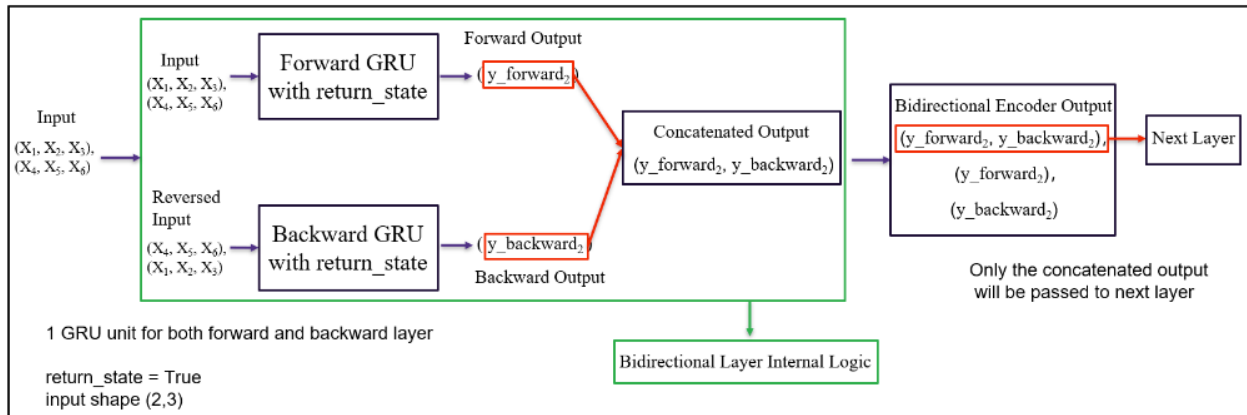 Input
(X₁, X₂, X₃),
(X₄, X₅, X₆)
Input
(X₁, X₂, X₃),
(X₄, X₅, X₆)
Forward GRU
with return_state
Forward Output
(y_forward₂)
Reversed
Input
(X₄, X₅, X₆),
(X₁, X₂, X₃)
Backward GRU
with return_state
(y_backward₂)
Backward Output
Concatenated Output
(y_forward₂, y_backward₂)
Bidirectional Encoder Output
(y_forward₂, y_backward₂),
(y_forward₂),
(y_backward₂)
Next Layer
Only the concatenated output
will be passed to next layer
1 GRU unit for both forward and backward layer
return_state = True
input shape (2,3)
Bidirectional Layer Internal Logic